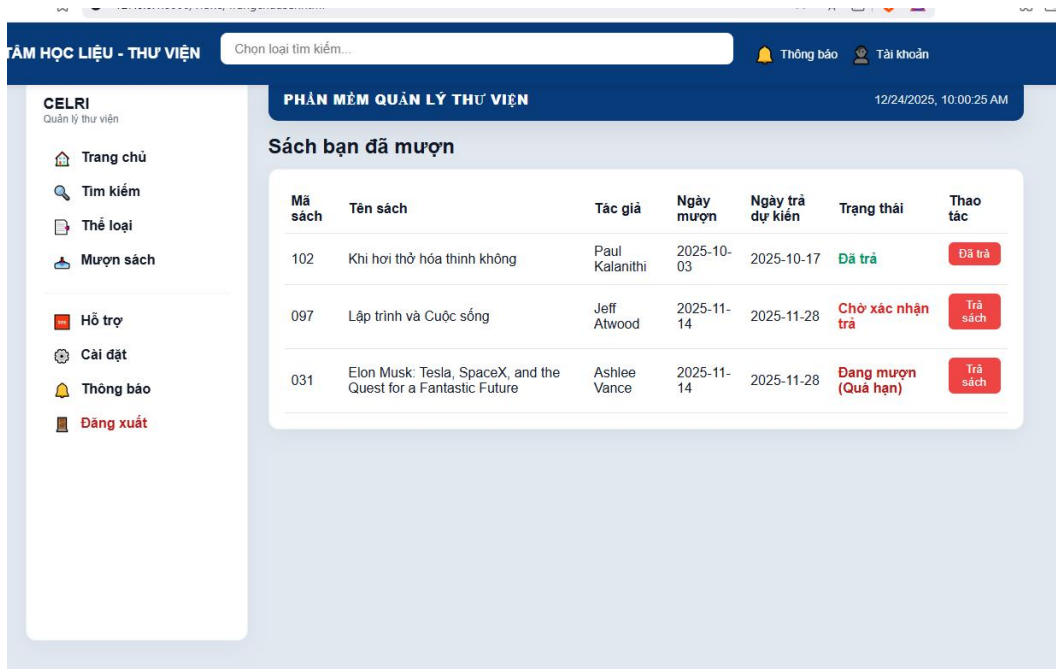 TÂM HỌC LIỆU - THƯ VIỆN
Chọn loại tìm kiếm...
Thông báo
Tài khoản
CELRI
Quản lý thư viện
Trang chủ
Tìm kiếm
Thể loại
Mượn sách
Hỗ trợ
Cài đặt
Thông báo
Đăng xuất
PHẦN MỀM QUẢN LÝ THƯ VIỆN
12/24/2025, 10:00:25 AM
Sách bạn đã mượn
Mã sách Tên sách Tác giả Ngày mượn Ngày trả dự kiến Trạng thái Thao tác
102 Khi hơi thở hóa thinh không Paul Kalanithi 2025-10-03 2025-10-17 Đã trả Đã trả
097 Lập trình và Cuộc sống Jeff Atwood 2025-11-14 2025-11-28 Chờ xác nhận trả Trả sách
031 Elon Musk: Tesla, SpaceX, and the Quest for a Fantastic Future Ashlee Vance 2025-11-14 2025-11-28 Đang mượn (Quá hạn) Trả sách